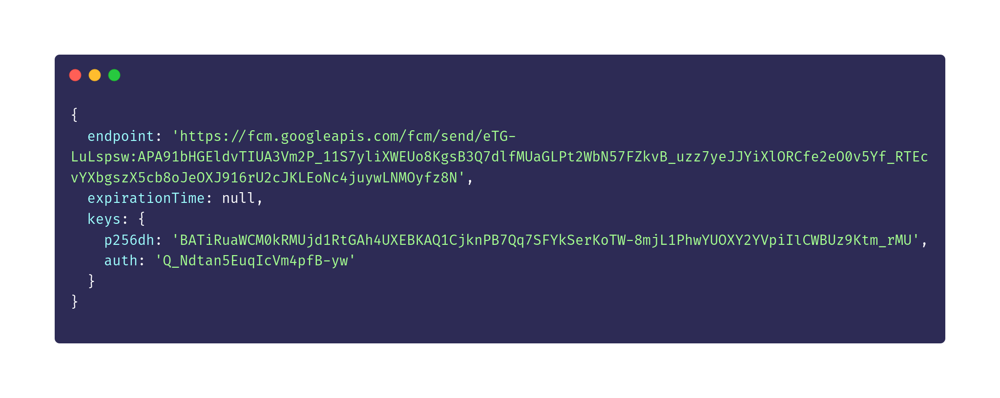 {
  endpoint: 'https://fcm.googleapis.com/fcm/send/eTG-
LuLspsw:APA91bHGEldvTIUA3Vm2P_11S7yliXWEUo8KgsB3Q7dlfMUaGLPt2WbN57FZkvB_uzz7yeJJYiXlORCfe2eO0v5Yf_RTEc
vYXbgszX5cb8oJeOXJ916rU2cJKLEoNc4juywLNMOyfz8N',
  expirationTime: null,
  keys: {
    p256dh: 'BATiRuaWCM0kRMUjd1RtGAh4UXEBKAQ1CjknPB7Qq7SFYkSerKoTW-8mjL1PhwYUOXY2YVpiIlCWBUz9Ktm_rMU',
    auth: 'Q_Ndtan5EuqIcVm4pfB-yw'
  }
}